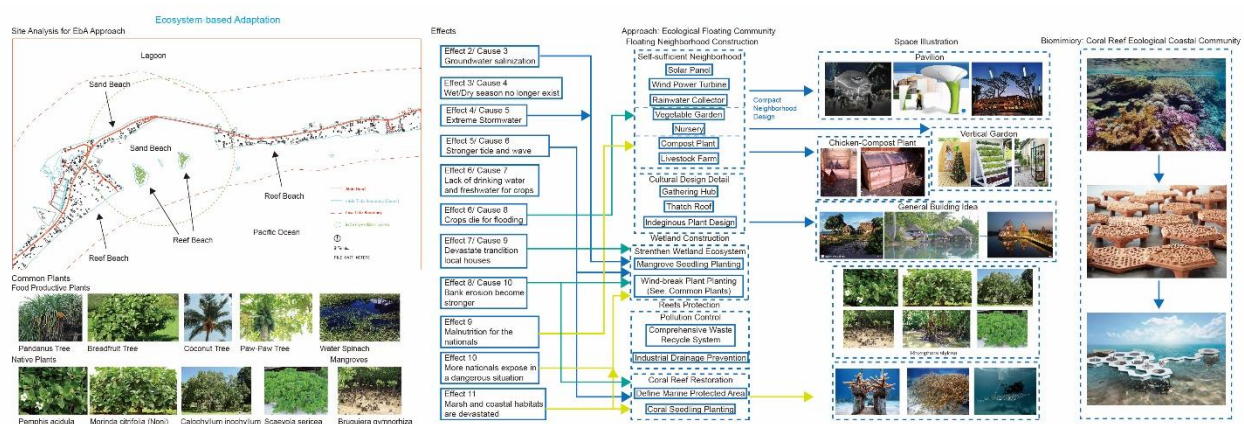 Ecosystem-based Adaptation
Site Analysis for EbA Approach
Lagoon
Sand Beach
Sand Beach
Reef Beach
Reef Beach
Reef Beach
Pacific Ocean
Common Plants
Food Productive Plants
Pandanus Tree
Breadfruit Tree
Coconut Tree
Paw-Paw Tree
Water Spinach
Native Plants
Mangroves
Pemphis acidula
Morinda citrifolia (Noni)
Calophyllum inophyllum
Scaevola sericea
Bruguiera gymnorhiza
Effects
Effect 2/ Cause 3
Groundwater salinization
Effect 3/ Cause 4
Wet/Dry season no longer exist
Effect 4/ Cause 5
Extreme Stormwater
Effect 5/ Cause 6
Stronger tide and wave
Effect 6/ Cause 7
Lack of drinking water
and freshwater for crops
Effect 6/ Cause 8
Crops die for flooding
Effect 7/ Cause 9
Devastate trandition
local houses
Effect 8/ Cause 10
Bank erosion become
stronger
Effect 9
Malnutrition for the
nationals
Effect 10
More nationals expose in
a dangerous situation
Effect 11
Marsh and coastal habitats
are devastated
Approach: Ecological Floating Community
Floating Neighborhood Construction
Self-sufficient Neighborhood
Solar Panel
Wind Power Turbine
Rainwater Collector
Vegetable Garden
Nursery
Compost Plant
Livestock Farm
Cultural Design Detail
Gathering Hub
Thatch Roof
Indeginous Plant Design
Wetland Construction
Strenthen Wetland Ecosystem
Mangrove Seedling Planting
Wind-break Plant Planting
(See. Common Plants)
Reefs Protection
Pollution Control
Comprehensive Waste
Recycle System
Industrial Drainage Prevention
Coral Reef Restoration
Define Marine Protected Area
Coral Seedling Planting
Compact
Neighborhood
Design
Space Illustration
Pavilion
Chicken-Compost Plant
Vertical Garden
General Building Idea
Biomimiory: Coral Reef Ecological Coastal Community